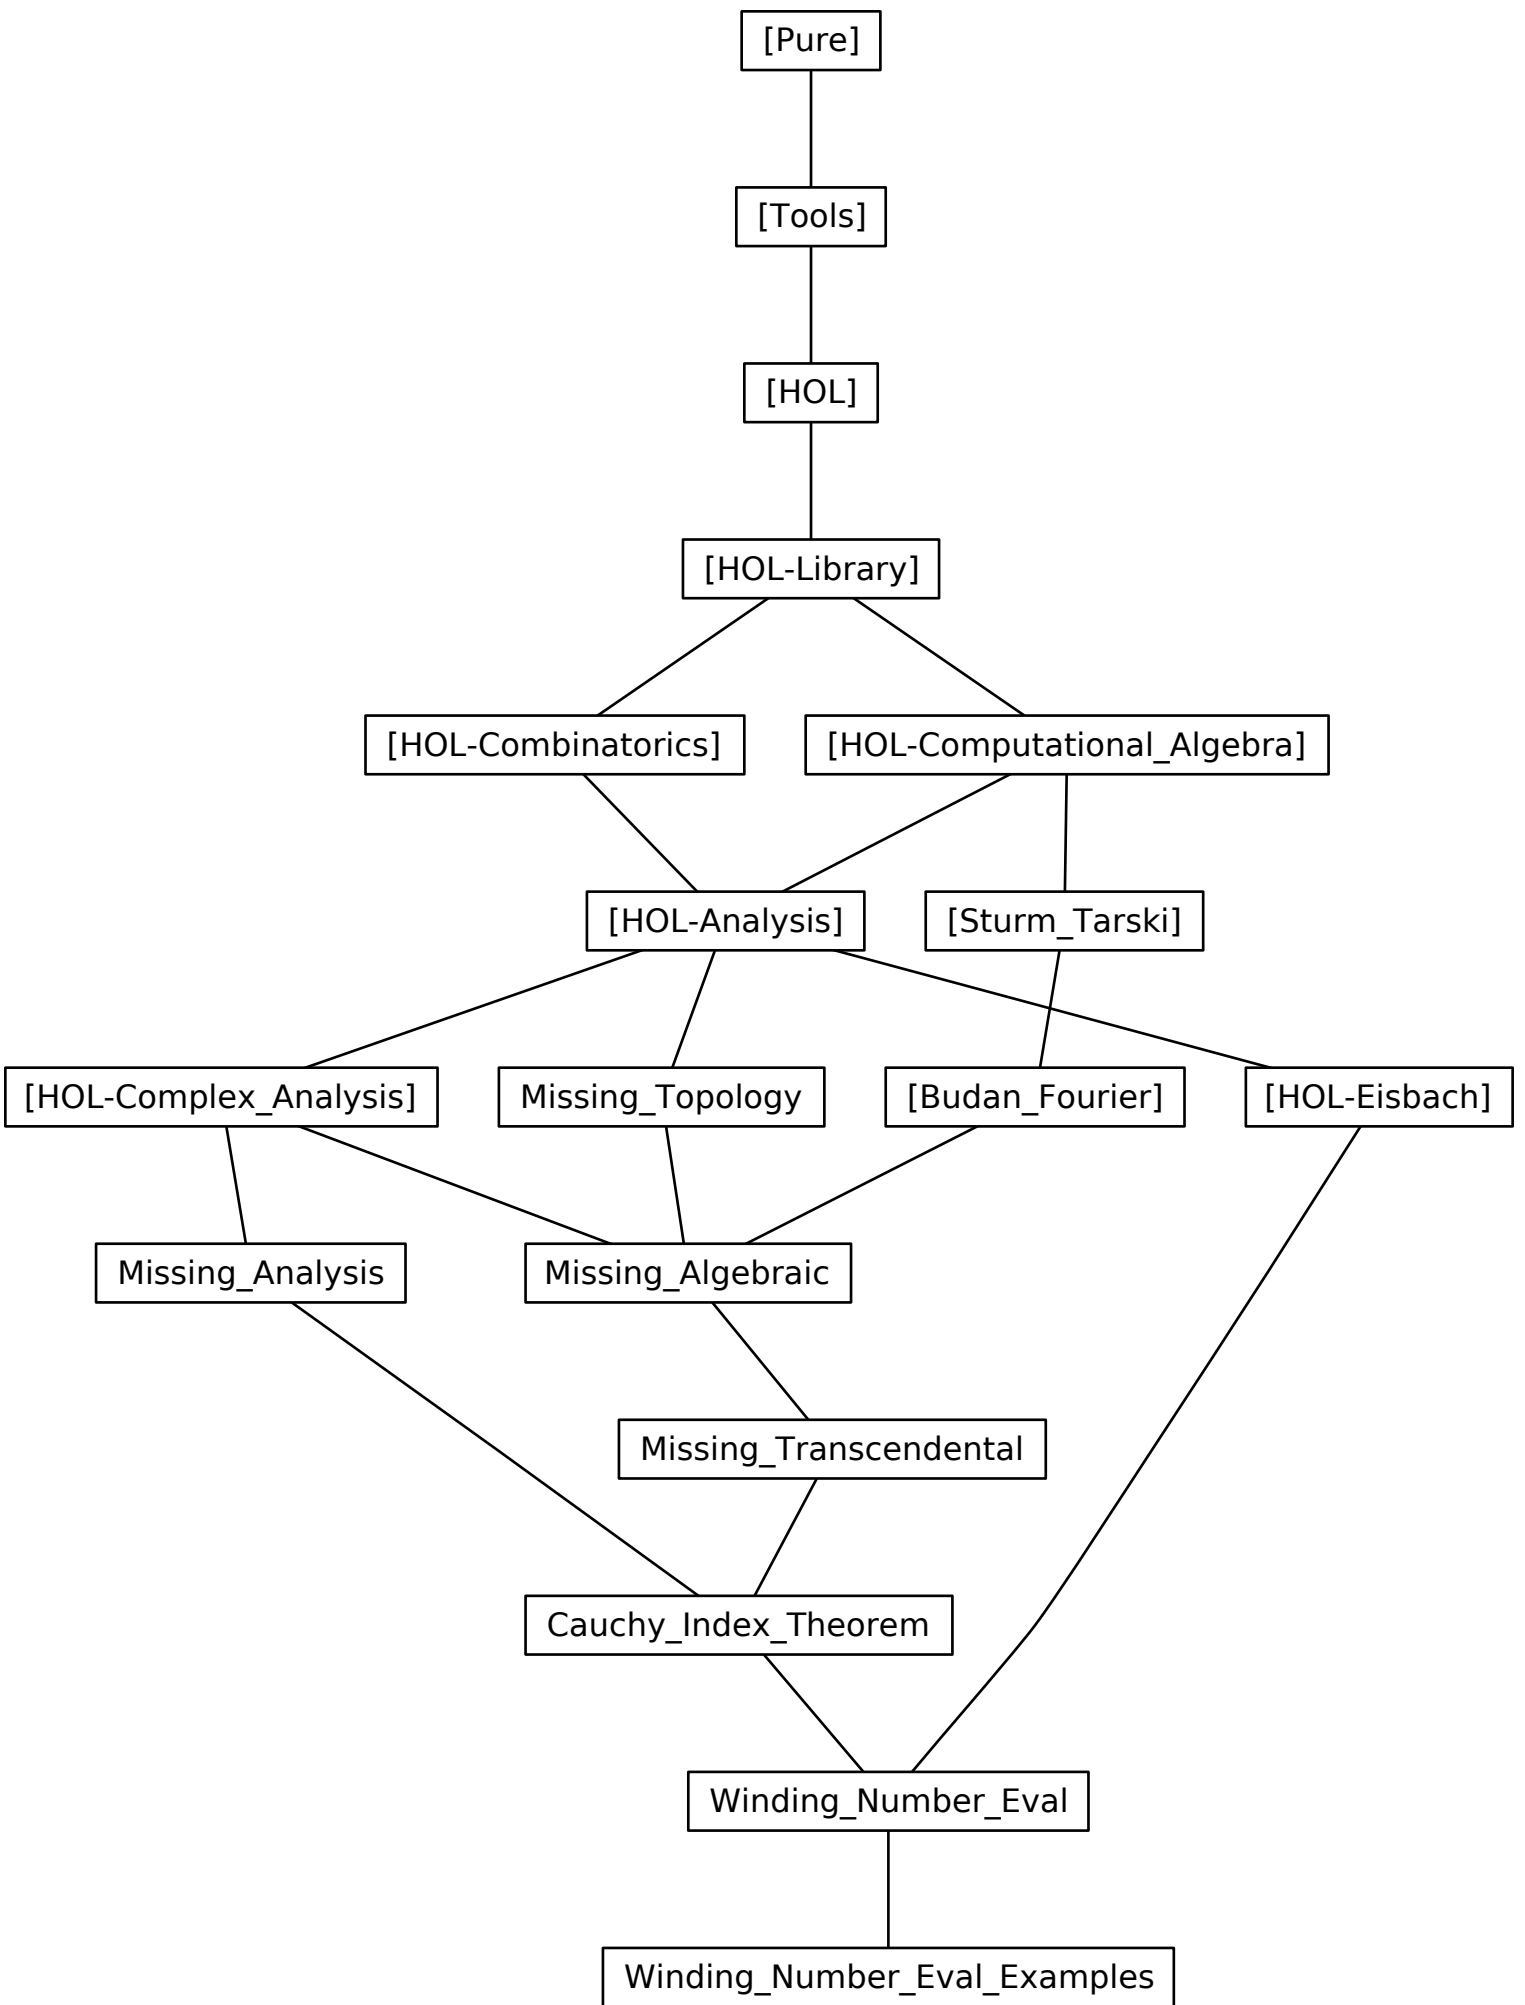 [Pure]
[Tools]
[HOL]
[HOL-Library]
[HOL-Combinatorics]
[HOL-Computational_Algebra]
[HOL-Analysis]
[Sturm_Tarski]
[HOL-Complex_Analysis]
Missing_Topology
[Budan_Fourier]
[HOL-Eisbach]
Missing_Analysis
Missing_Algebraic
Missing_Transcendental
Cauchy_Index_Theorem
Winding_Number_Eval
Winding_Number_Eval_Examples